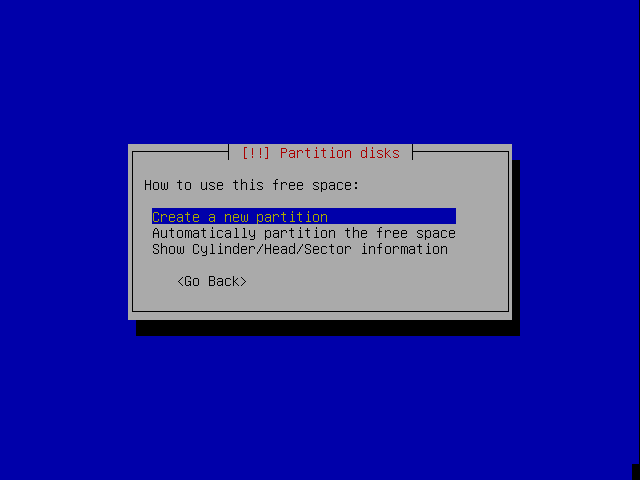 [!!] Partition disks
How to use this free space:
Create a new partition
Automatically partition the free space
Show Cylinder/Head/Sector information
<Go Back>